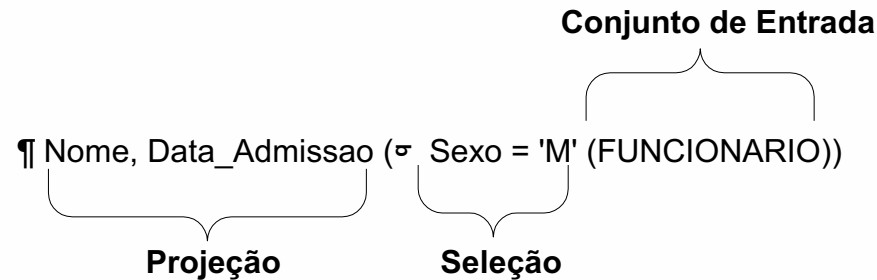 Conjunto de Entrada
¶ Nome, Data_Admissao (ơ Sexo = 'M' (FUNCIONARIO))
Projeção Seleção